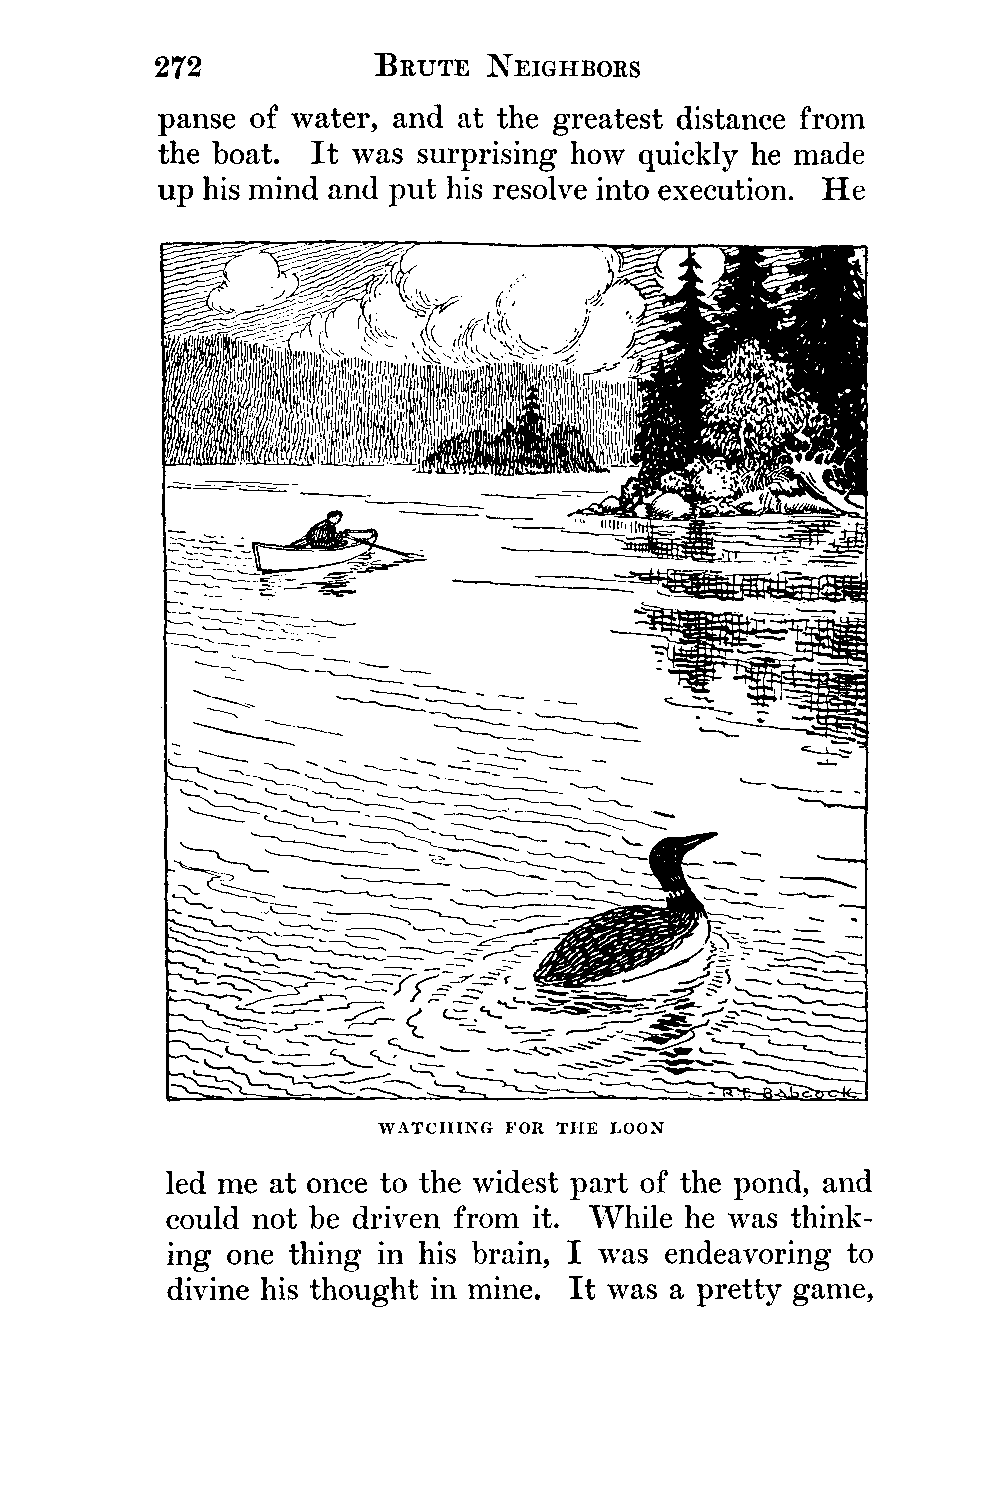 272 BRUTE NEIGHBORS
panse of water, and at the greatest distance from
the boat. It was surprising how quickly he made
up his mind and put his resolve into execution. He
R. E. Babcock
WATCHING FOR THE LOON
led me at once to the widest part of the pond, and
could not be driven from it. While he was think-
ing one thing in his brain, I was endeavoring to
divine his thought in mine. It was a pretty game,